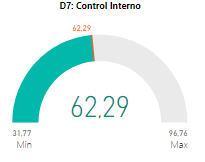 D7: Control Interno
62,29
62,29
31,77
96,76
Min
Max